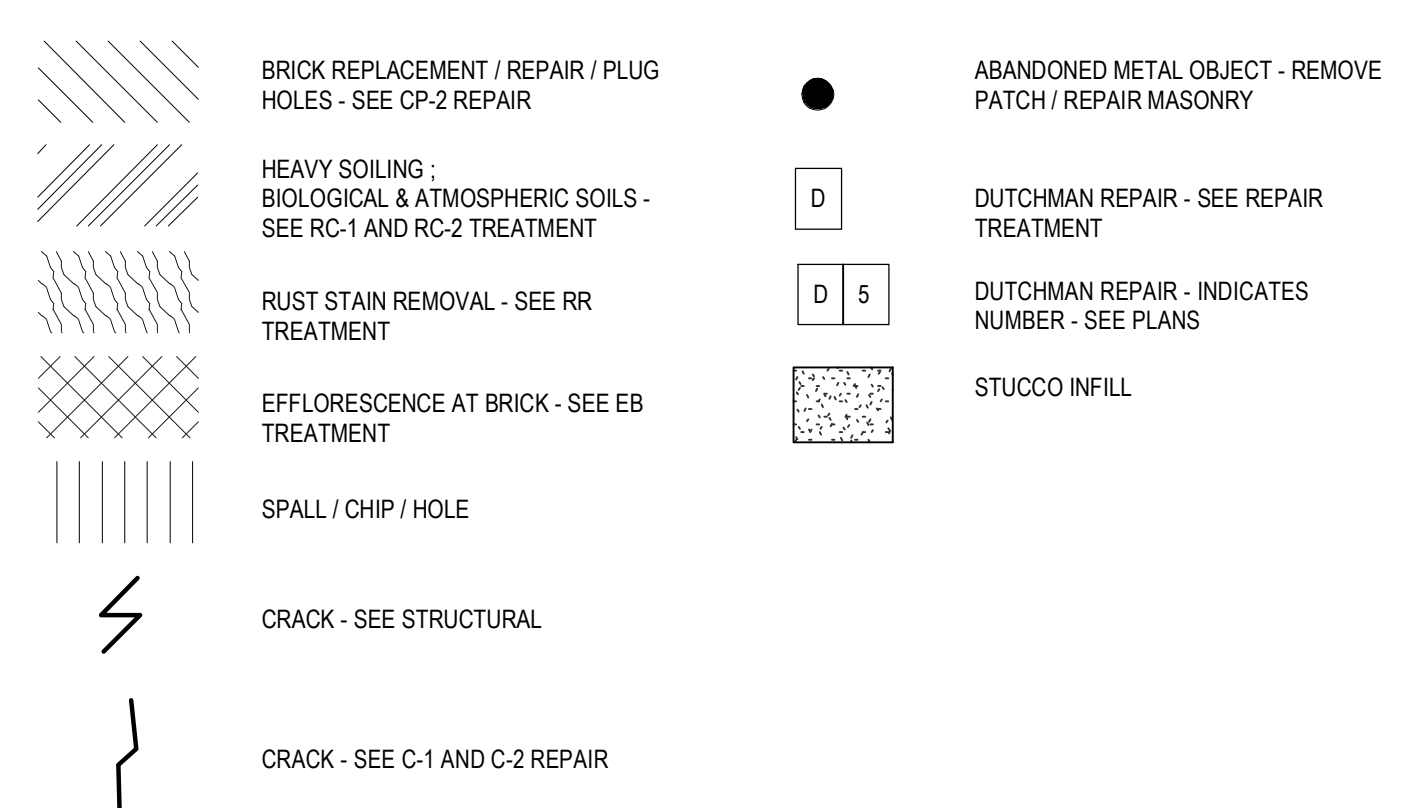 BRICK REPLACEMENT / REPAIR / PLUG
HOLES - SEE CP-2 REPAIR
HEAVY SOILING ;
BIOLOGICAL & ATMOSPHERIC SOILS -
SEE RC-1 AND RC-2 TREATMENT
RUST STAIN REMOVAL - SEE RR
TREATMENT
EFFLORESCENCE AT BRICK - SEE EB
TREATMENT
SPALL / CHIP / HOLE
CRACK - SEE STRUCTURAL
CRACK - SEE C-1 AND C-2 REPAIR
ABANDONED METAL OBJECT - REMOVE
PATCH / REPAIR MASONRY
D
DUTCHMAN REPAIR - SEE REPAIR
TREATMENT
D 5
DUTCHMAN REPAIR - INDICATES
NUMBER - SEE PLANS
STUCCO INFILL